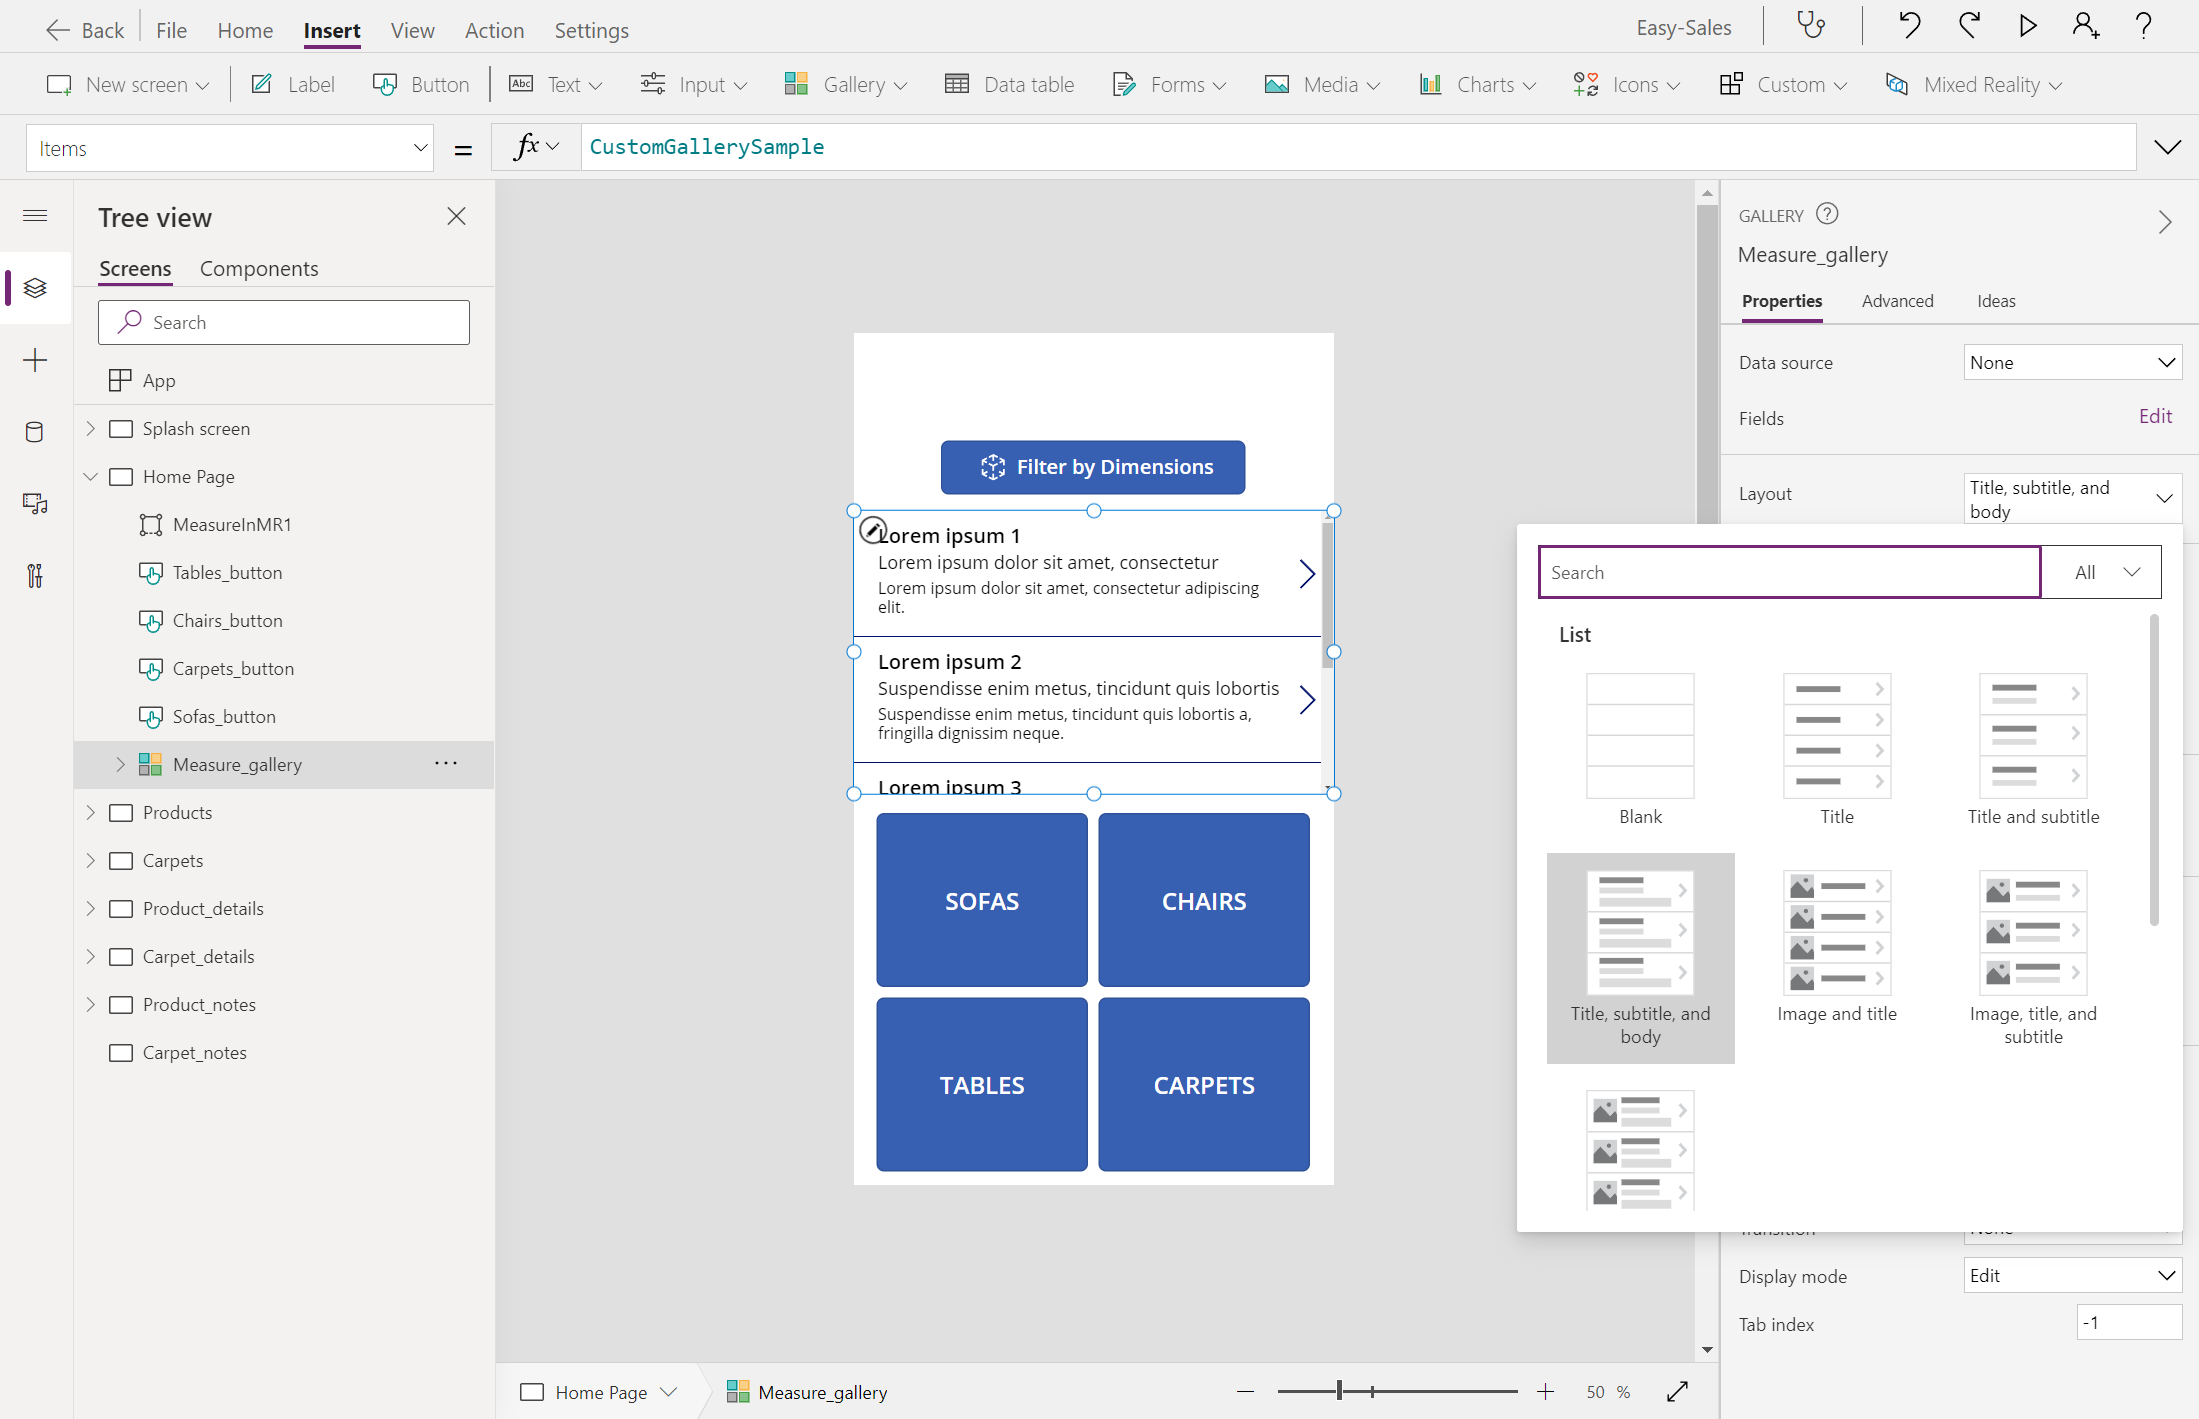 Back File Home Insert View Action Settings Easy-Sales
New screen Label Button Abc Text Input Gallery Data table Forms Media Charts Icons Custom Mixed Reality
Items = fx CustomGallerySample
Tree view
Screens Components
Search
App
Splash screen
Home Page
MeasureInMR1
Tables_button
Chairs_button
Carpets_button
Sofas_button
Measure_gallery ...
Products
Carpets
Product_details
Carpet_details
Product_notes
Carpet_notes
Filter by Dimensions
Lorem ipsum 1
Lorem ipsum dolor sit amet, consectetur
Lorem ipsum dolor sit amet, consectetur adipiscing
elit.
Lorem ipsum 2
Suspendisse enim metus, tincidunt quis lobortis
Suspendisse enim metus, tincidunt quis lobortis a,
fringilla dignissim neque.
Lorem ipsum 3
SOFAS CHAIRS
TABLES CARPETS
Home Page Measure_gallery
50 %
GALLERY ?
Measure_gallery
Properties Advanced Ideas
Data source None
Fields Edit
Layout Title, subtitle, and
body
Search All
List
Blank Title Title and subtitle
Title, subtitle, and
body
Image and title
Image, title, and
subtitle
Transition None
Display mode Edit
Tab index -1